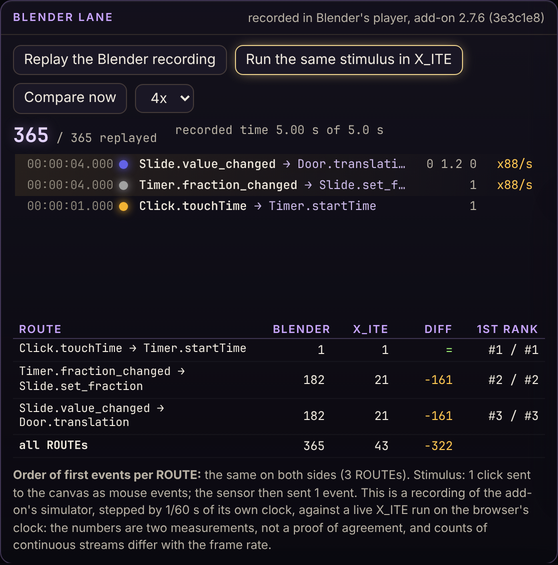 BLENDER LANE recorded in Blender's player, add-on 2.7.6 (3e3c1e8)
Replay the Blender recording Run the same stimulus in X_ITE
Compare now 4x
365 / 365 replayed recorded time 5.00 s of 5.0 s
00:00:04.000 Slide.value_changed → Door.translati… 0 1.2 0 x88/s
00:00:04.000 Timer.fraction_changed → Slide.set_f… 1 x88/s
00:00:01.000 Click.touchTime → Timer.startTime 1
ROUTE BLENDER X_ITE DIFF 1ST RANK
Click.touchTime → Timer.startTime 1 1 = #1 / #1
Timer.fraction_changed →
Slide.set_fraction 182 21 -161 #2 / #2
Slide.value_changed →
Door.translation 182 21 -161 #3 / #3
all ROUTEs 365 43 -322
Order of first events per ROUTE: the same on both sides (3 ROUTEs). Stimulus: 1 click sent
to the canvas as mouse events; the sensor then sent 1 event. This is a recording of the add-
on's simulator, stepped by 1/60 s of its own clock, against a live X_ITE run on the browser's
clock: the numbers are two measurements, not a proof of agreement, and counts of
continuous streams differ with the frame rate.